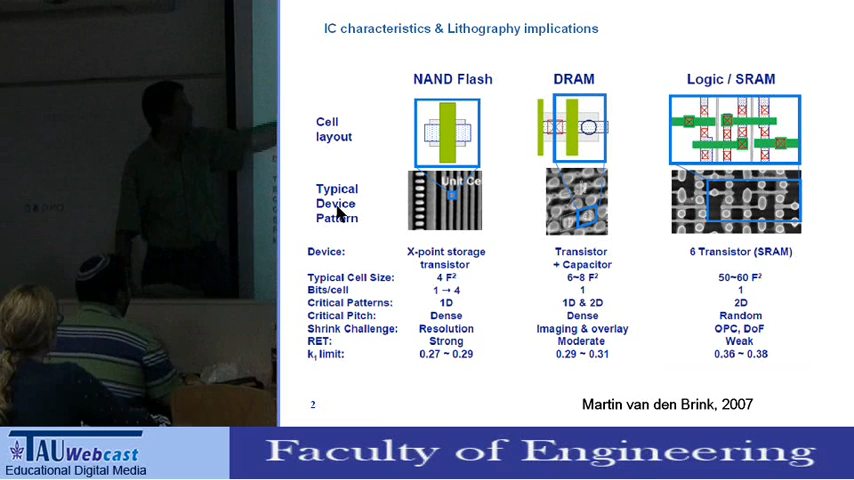 IC characteristics & Lithography implications
NAND Flash DRAM Logic / SRAM
Cell
layout
Unit Ce
Typical
Device
Pattern
Device: X-point storage Transistor 6 Transistor (SRAM)
transistor + Capacitor
Typical Cell Size: 4 F² 6~8 F² 50~60 F²
Bits/cell 1 → 4 1 1
Critical Patterns: 1D 1D & 2D 2D
Critical Pitch: Dense Dense Random
Shrink Challenge: Resolution Imaging & overlay OPC, DoF
RET: Strong Moderate Weak
k₁ limit: 0.27 ~ 0.29 0.29 ~ 0.31 0.36 ~ 0.38
2 Martin van den Brink, 2007
TAU Webcast
Educational Digital Media
Faculty of Engineering